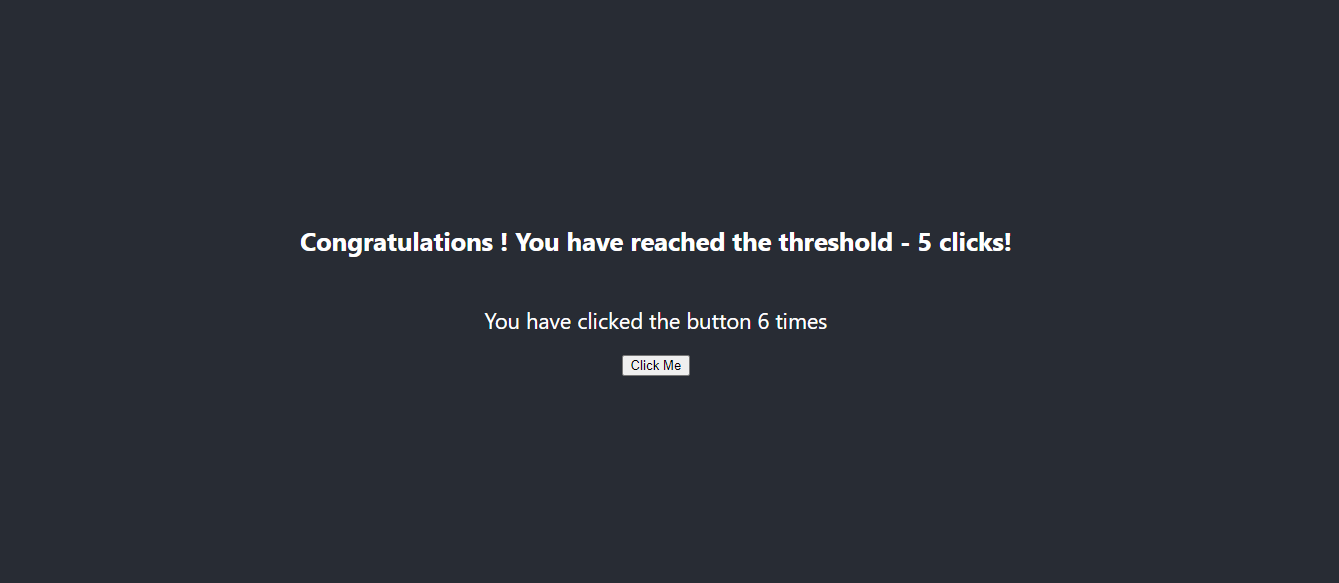 Congratulations ! You have reached the threshold - 5 clicks!
You have clicked the button 6 times
Click Me